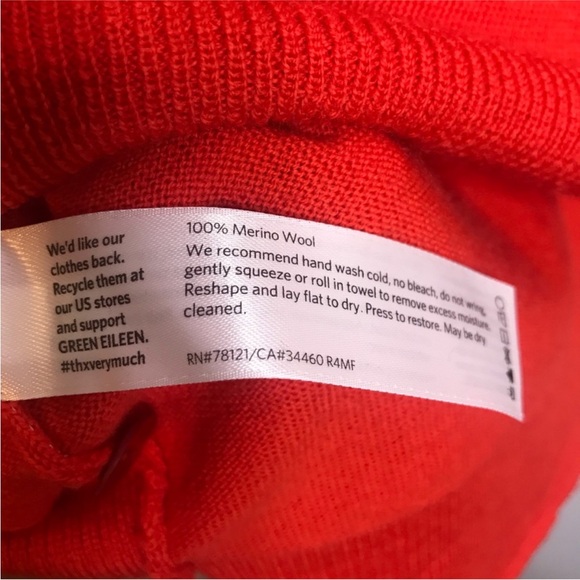 We'd like our
clothes back.
Recycle them at
our US stores
and support
GREEN EILEEN.
#thxverymuch
100% Merino Wool
We recommend hand wash cold, no bleach, do not wring,
gently squeeze or roll in towel to remove excess moisture.
Reshape and lay flat to dry. Press to restore. May be dry
cleaned.
RN#78121/CA#34460 R4MF